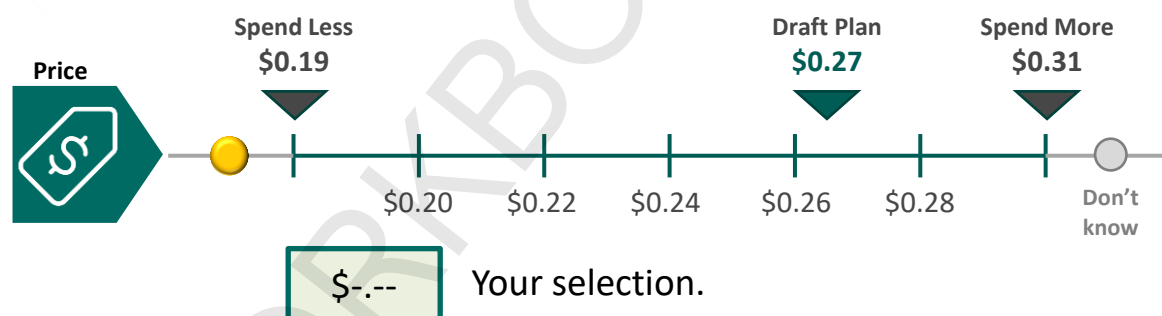 Spend Less Draft Plan Spend More
Price $0.19 $0.27 $0.31
$
$0.20 $0.22 $0.24 $0.26 $0.28 Don't
know
$-.-- Your selection.